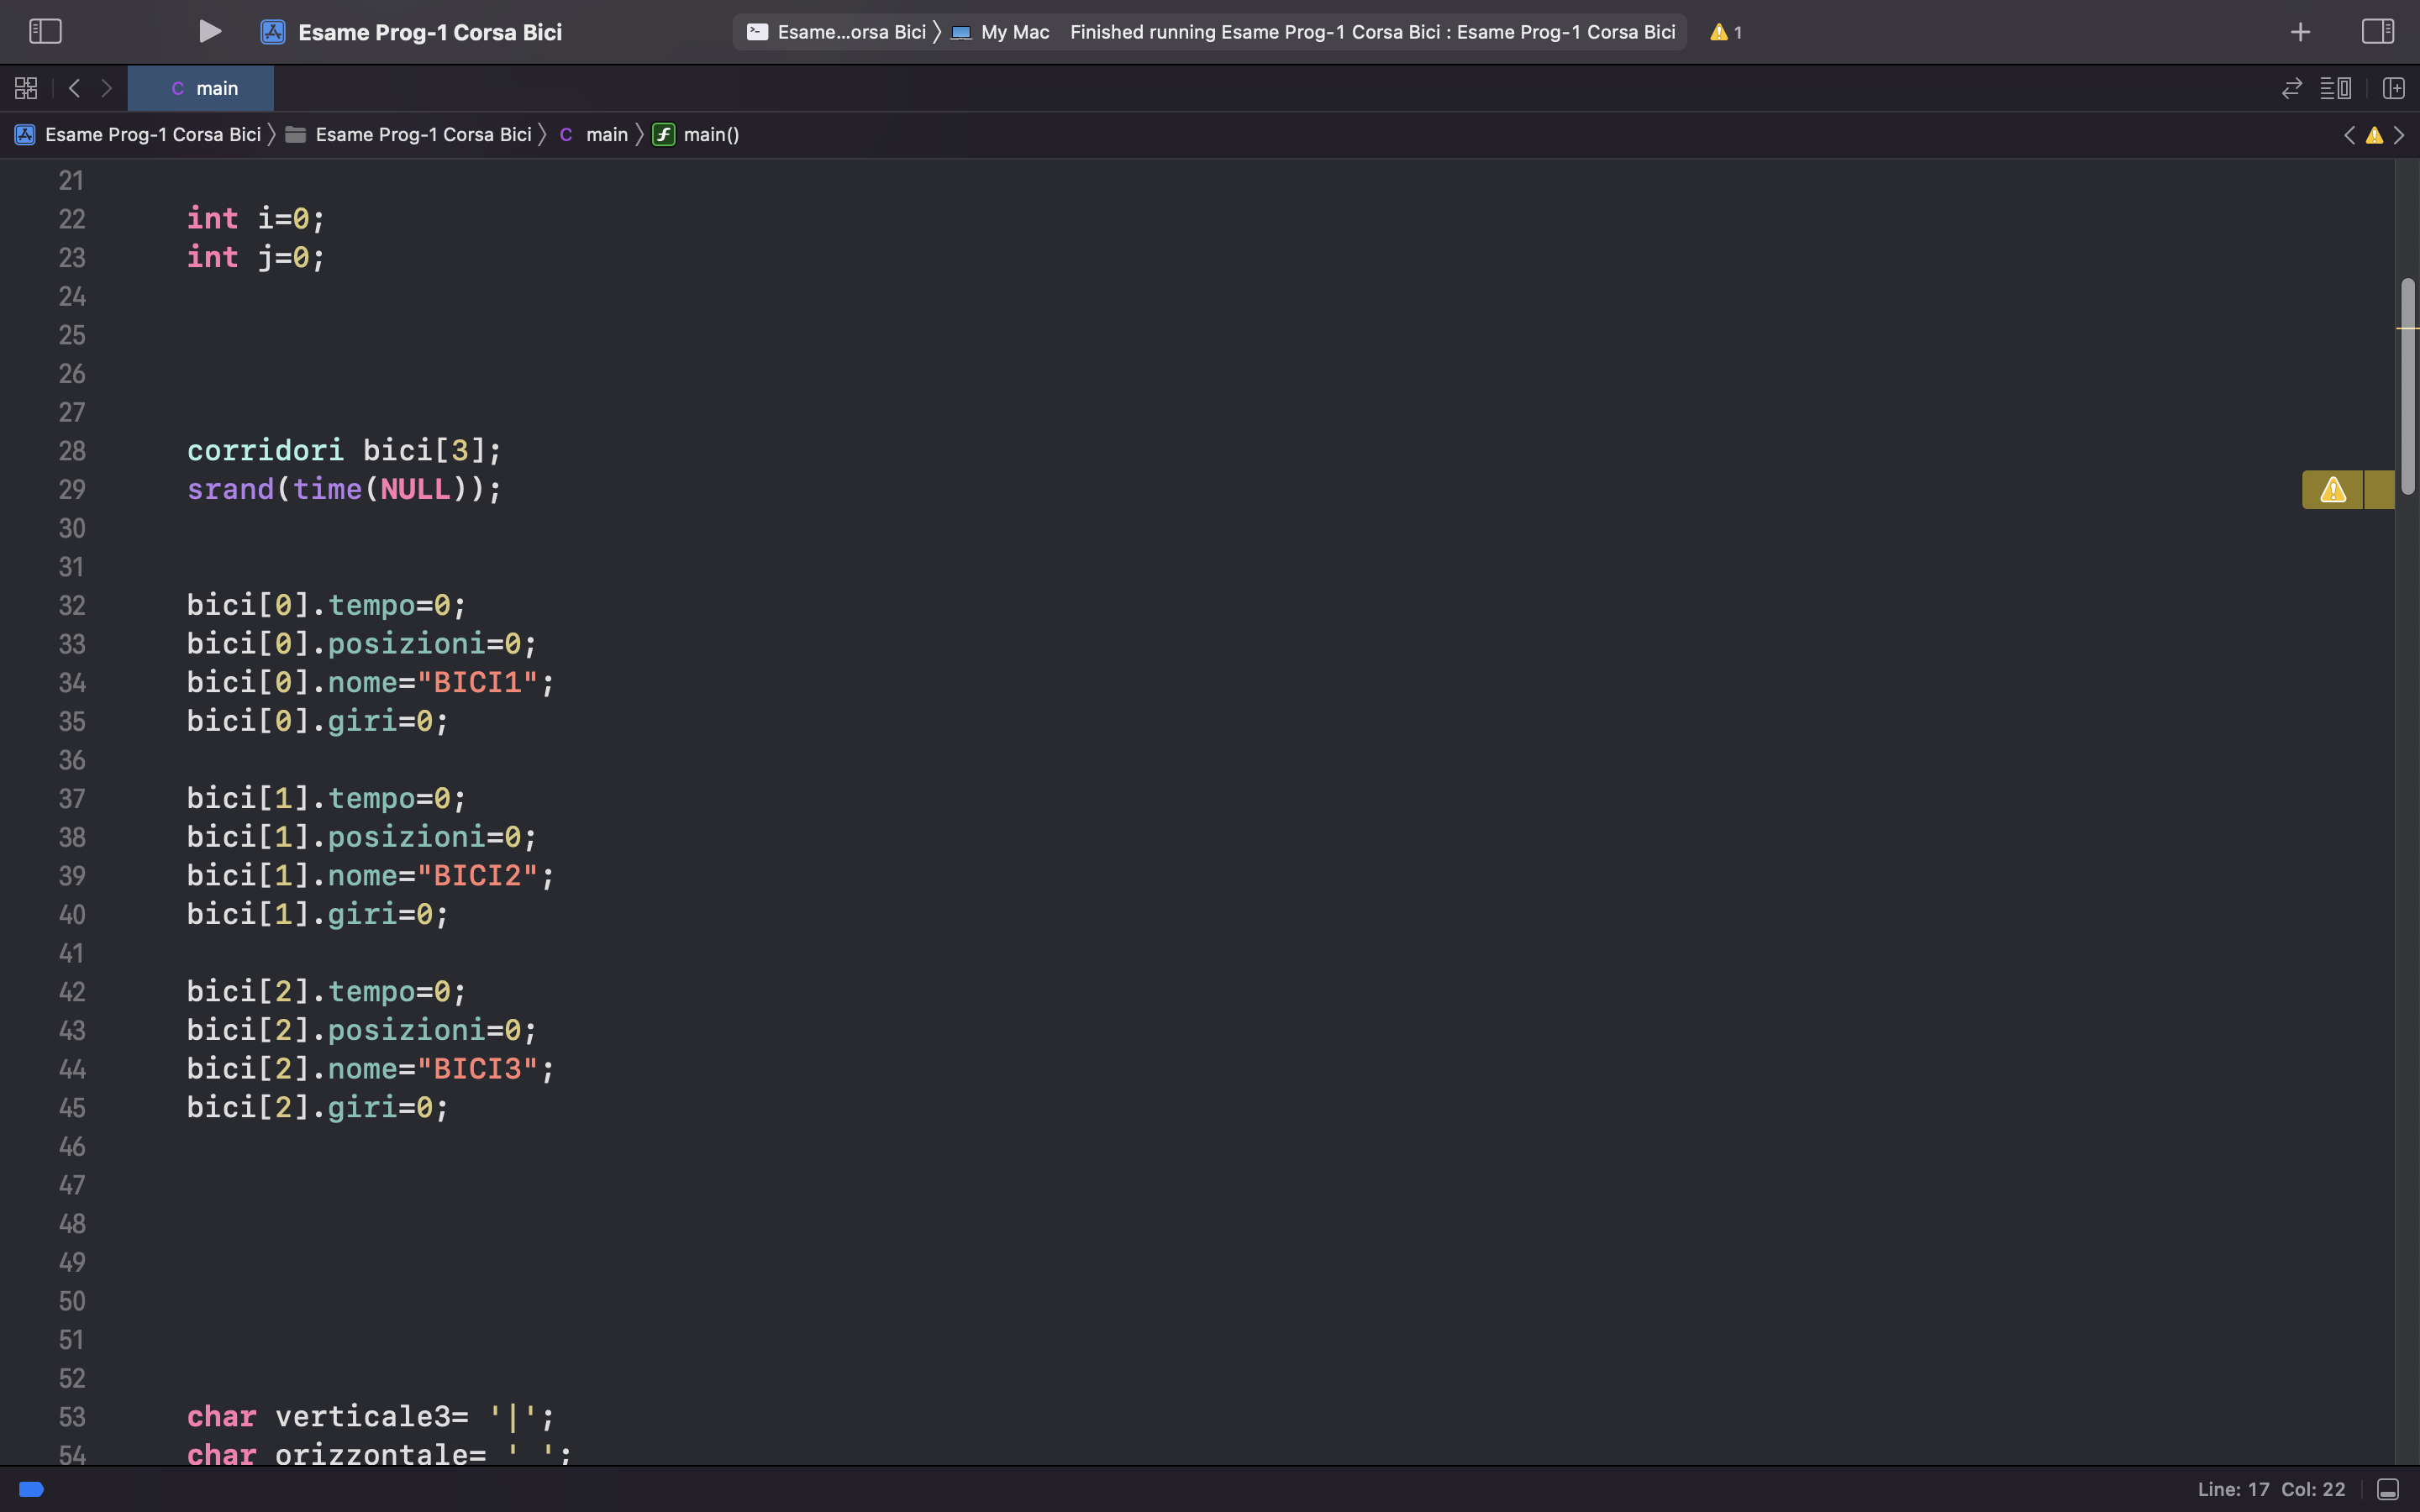 Esame Prog-1 Corsa Bici
Esame...orsa Bici 〉 My Mac Finished running Esame Prog-1 Corsa Bici : Esame Prog-1 Corsa Bici 1
C main
Esame Prog-1 Corsa Bici 〉 Esame Prog-1 Corsa Bici 〉 C main 〉 f main()
21
22 int i=0;
23 int j=0;
24
25
26
27
28 corridori bici[3];
29 srand(time(NULL));
30
31
32 bici[0].tempo=0;
33 bici[0].posizioni=0;
34 bici[0].nome="BICI1";
35 bici[0].giri=0;
36
37 bici[1].tempo=0;
38 bici[1].posizioni=0;
39 bici[1].nome="BICI2";
40 bici[1].giri=0;
41
42 bici[2].tempo=0;
43 bici[2].posizioni=0;
44 bici[2].nome="BICI3";
45 bici[2].giri=0;
46
47
48
49
50
51
52
53 char verticale3= '|';
54 char orizzontale= ' ';
Line: 17 Col: 22